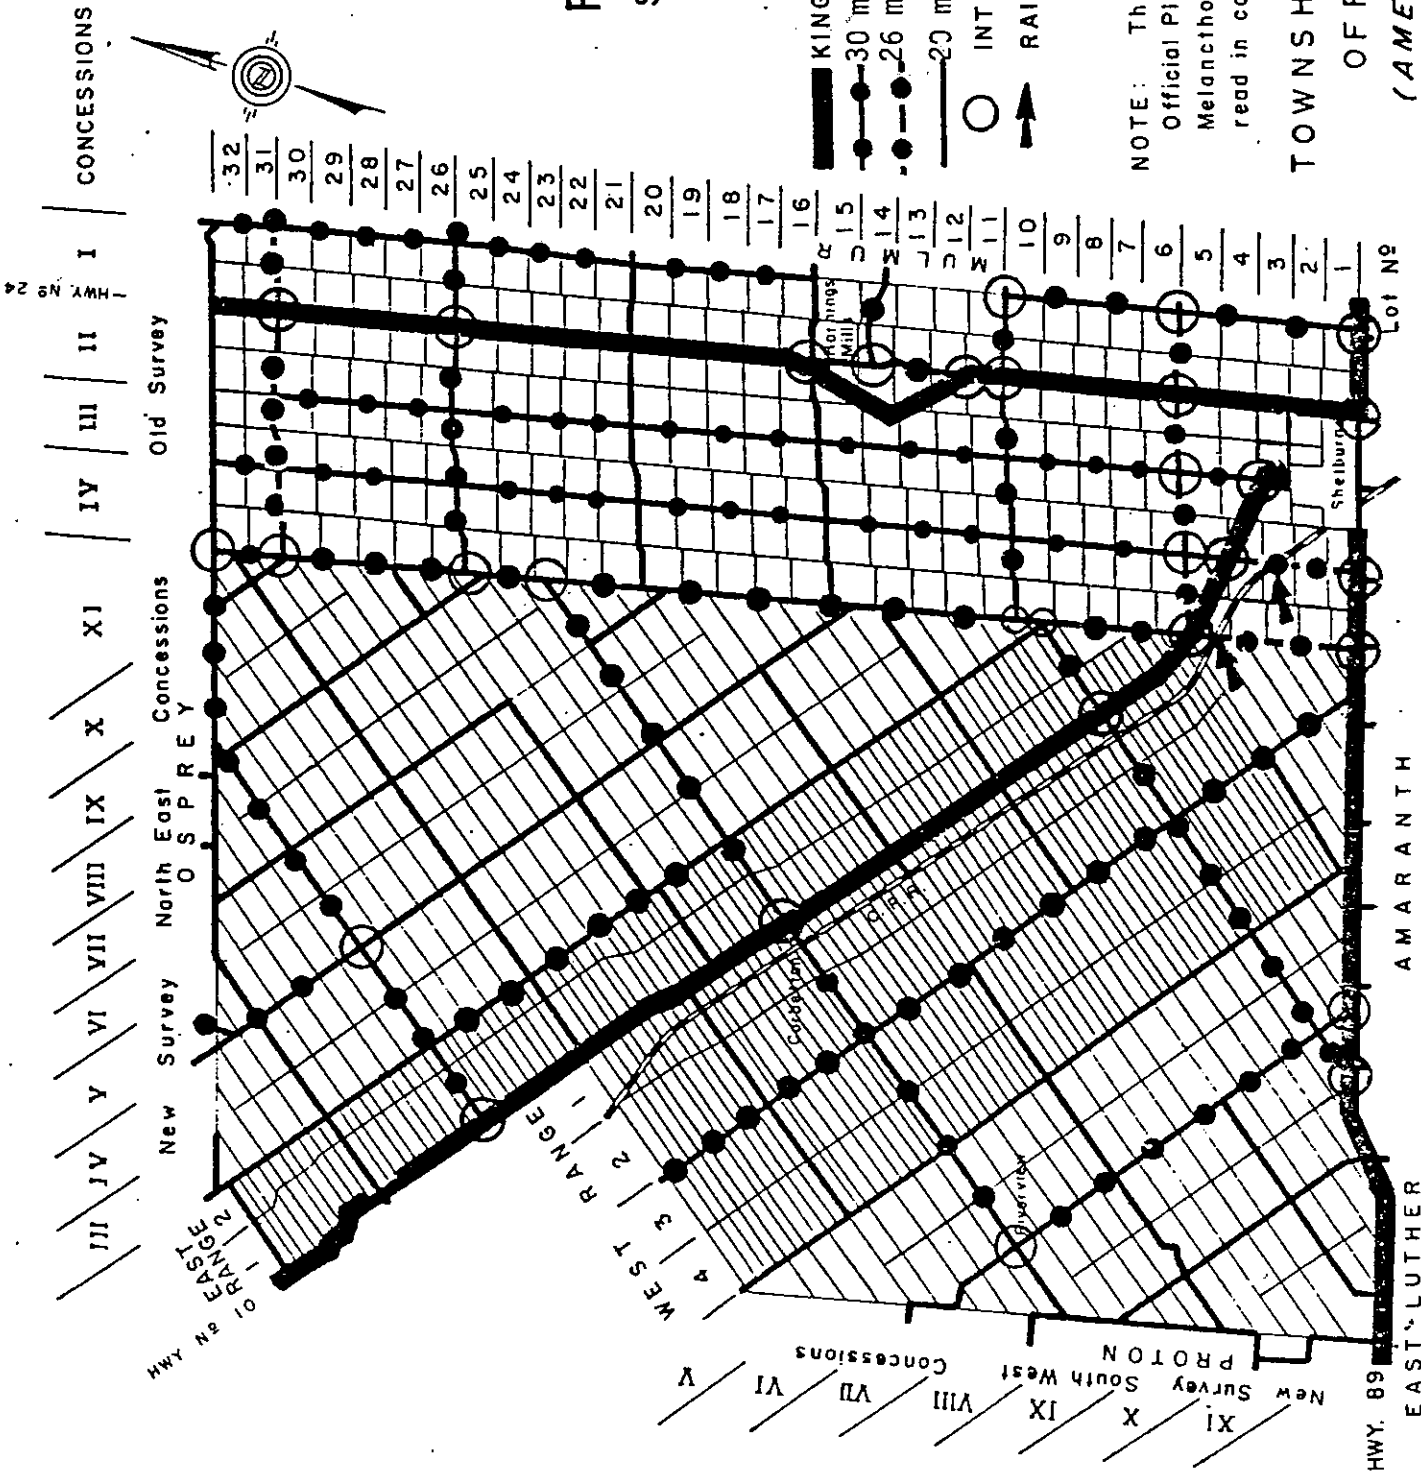 CONCESSIONS
I
II
III
IV
XI
X
IX
VIII
VII
VI
V
IV
III
HWY. Nº 24
Old Survey
New Survey North East Concessions
OSPREY
32
31
30
29
28
27
26
25
24
23
22
21
20
19
18
17
16
15
14
13
12
11
10
9
8
7
6
5
4
3
2
1
Lot Nº
MULMUR
Mills
C.P.R.
Riverview
EAST
RANGE
1
2
HWY Nº 10
WEST RANGE
1
2
3
4
V
VI
VII
VIII
IX
X
XI
New Survey South West Concessions
PROTON
HWY. 89
EAST LUTHER
AMARANTH
KING
30 m
26 m
20 m
INT
RAI
NOTE: Th
Official Pl
Melanctho
read in co
TOWNSH
OF
(AME